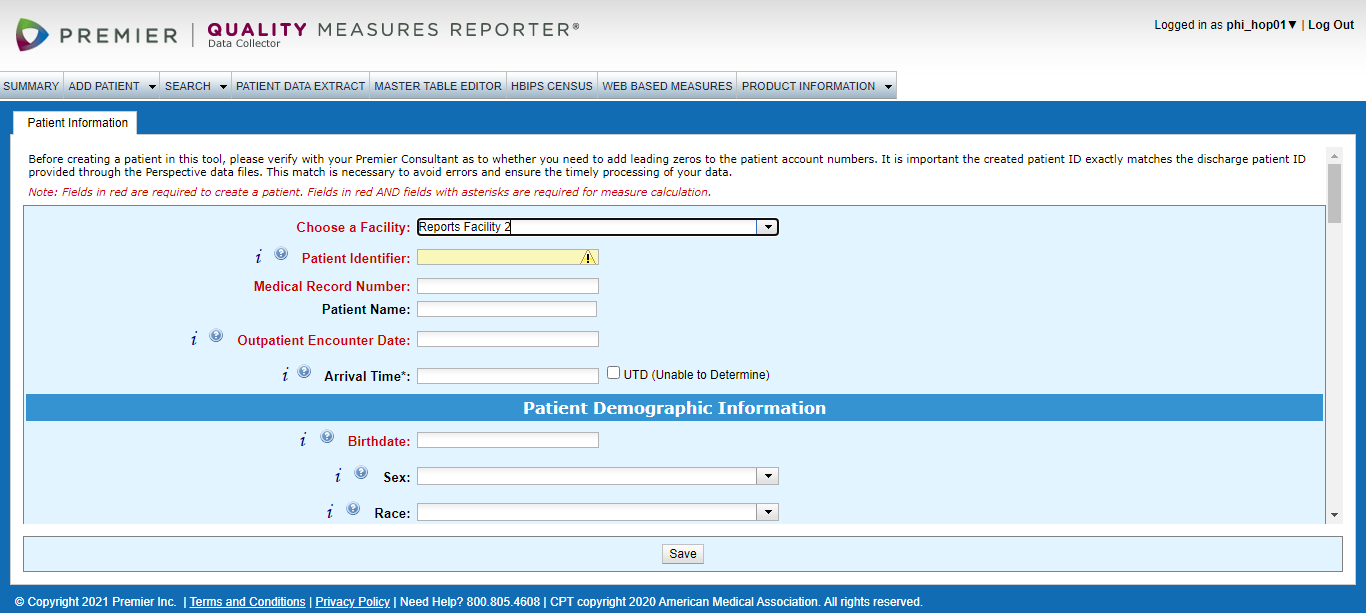 PREMIER | QUALITY MEASURES REPORTER®
Data Collector
Logged in as phi_hop01▼ | Log Out
SUMMARY ADD PATIENT SEARCH PATIENT DATA EXTRACT MASTER TABLE EDITOR HBIPS CENSUS WEB BASED MEASURES PRODUCT INFORMATION
Patient Information
Before creating a patient in this tool, please verify with your Premier Consultant as to whether you need to add leading zeros to the patient account numbers. It is important the created patient ID exactly matches the discharge patient ID
provided through the Perspective data files. This match is necessary to avoid errors and ensure the timely processing of your data.
Note: Fields in red are required to create a patient. Fields in red AND fields with asterisks are required for measure calculation.
Choose a Facility: Reports Facility 2
i ? Patient Identifier: !
Medical Record Number:
Patient Name:
i ? Outpatient Encounter Date:
i ? Arrival Time*: UTD (Unable to Determine)
Patient Demographic Information
i ? Birthdate:
i ? Sex:
i ? Race:
Save
© Copyright 2021 Premier Inc. | Terms and Conditions | Privacy Policy | Need Help? 800.805.4608 | CPT copyright 2020 American Medical Association. All rights reserved.